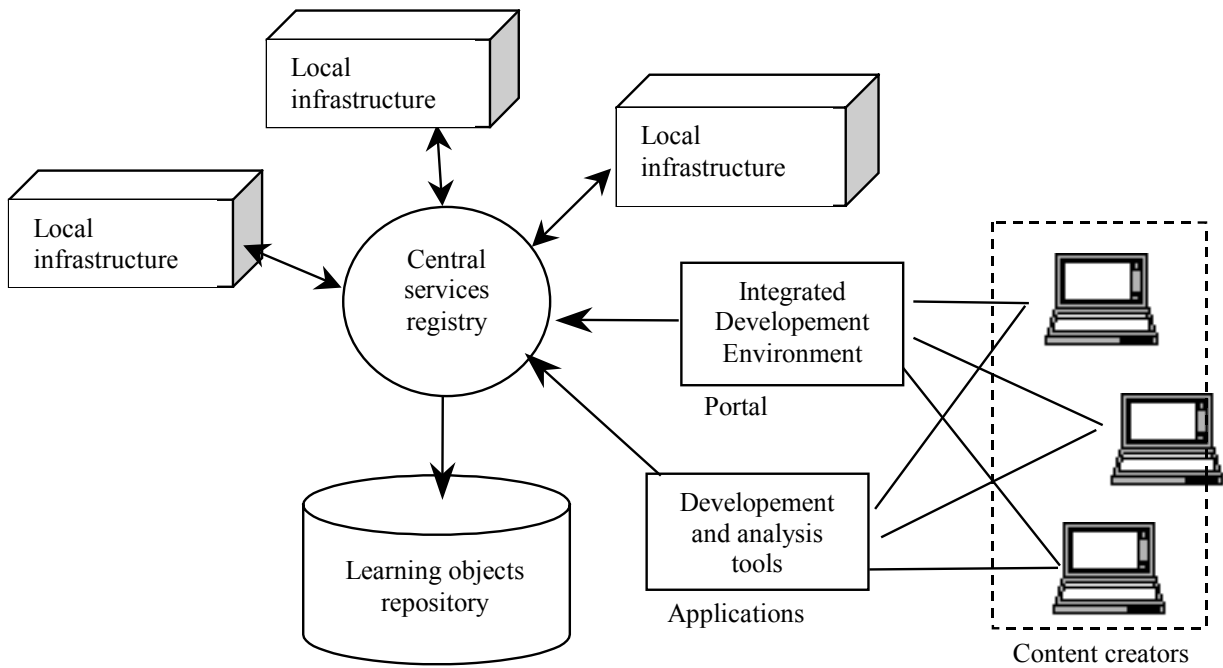 Local
infrastructure
Local
infrastructure
Local
infrastructure
Central
services
registry
Integrated
Developement
Environment
Portal
Developement
and analysis
tools
Applications
Learning objects
repository
Content creators